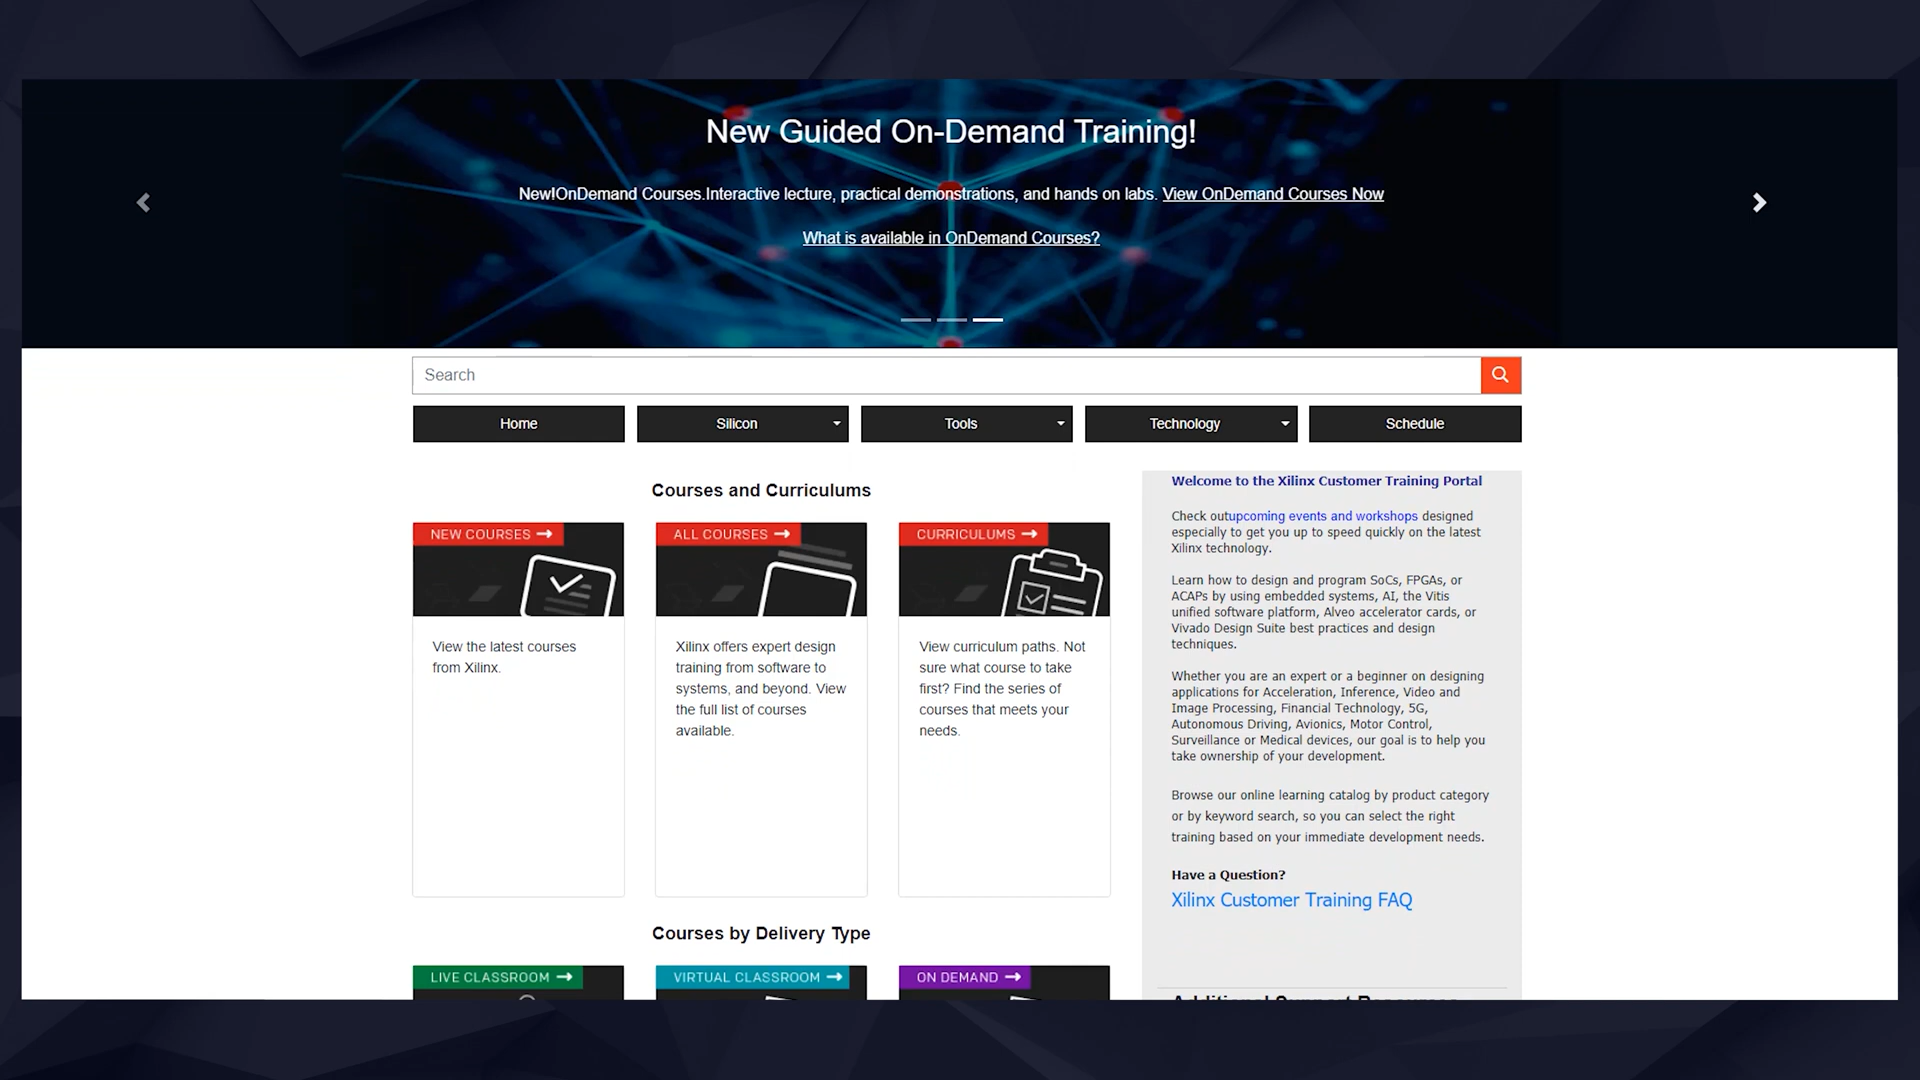 New Guided On-Demand Training!
New!OnDemand Courses.Interactive lecture, practical demonstrations, and hands on labs. View OnDemand Courses Now
What is available in OnDemand Courses?
Search
Home
Silicon
Tools
Technology
Schedule
Courses and Curriculums
NEW COURSES →
View the latest courses
from Xilinx.
ALL COURSES →
Xilinx offers expert design
training from software to
systems, and beyond. View
the full list of courses
available.
CURRICULUMS →
View curriculum paths. Not
sure what course to take
first? Find the series of
courses that meets your
needs.
Courses by Delivery Type
LIVE CLASSROOM →
VIRTUAL CLASSROOM →
ON DEMAND →
Welcome to the Xilinx Customer Training Portal
Check outupcoming events and workshops designed
especially to get you up to speed quickly on the latest
Xilinx technology.
Learn how to design and program SoCs, FPGAs, or
ACAPs by using embedded systems, AI, the Vitis
unified software platform, Alveo accelerator cards, or
Vivado Design Suite best practices and design
techniques.
Whether you are an expert or a beginner on designing
applications for Acceleration, Inference, Video and
Image Processing, Financial Technology, 5G,
Autonomous Driving, Avionics, Motor Control,
Surveillance or Medical devices, our goal is to help you
take ownership of your development.
Browse our online learning catalog by product category
or by keyword search, so you can select the right
training based on your immediate development needs.
Have a Question?
Xilinx Customer Training FAQ
Additional Support Resources